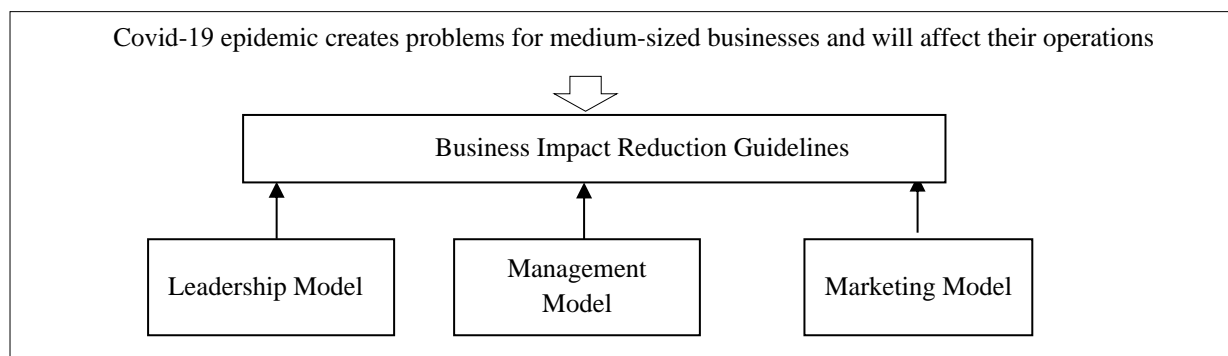 Covid-19 epidemic creates problems for medium-sized businesses and will affect their operations
Business Impact Reduction Guidelines
Leadership Model
Management
Model
Marketing Model